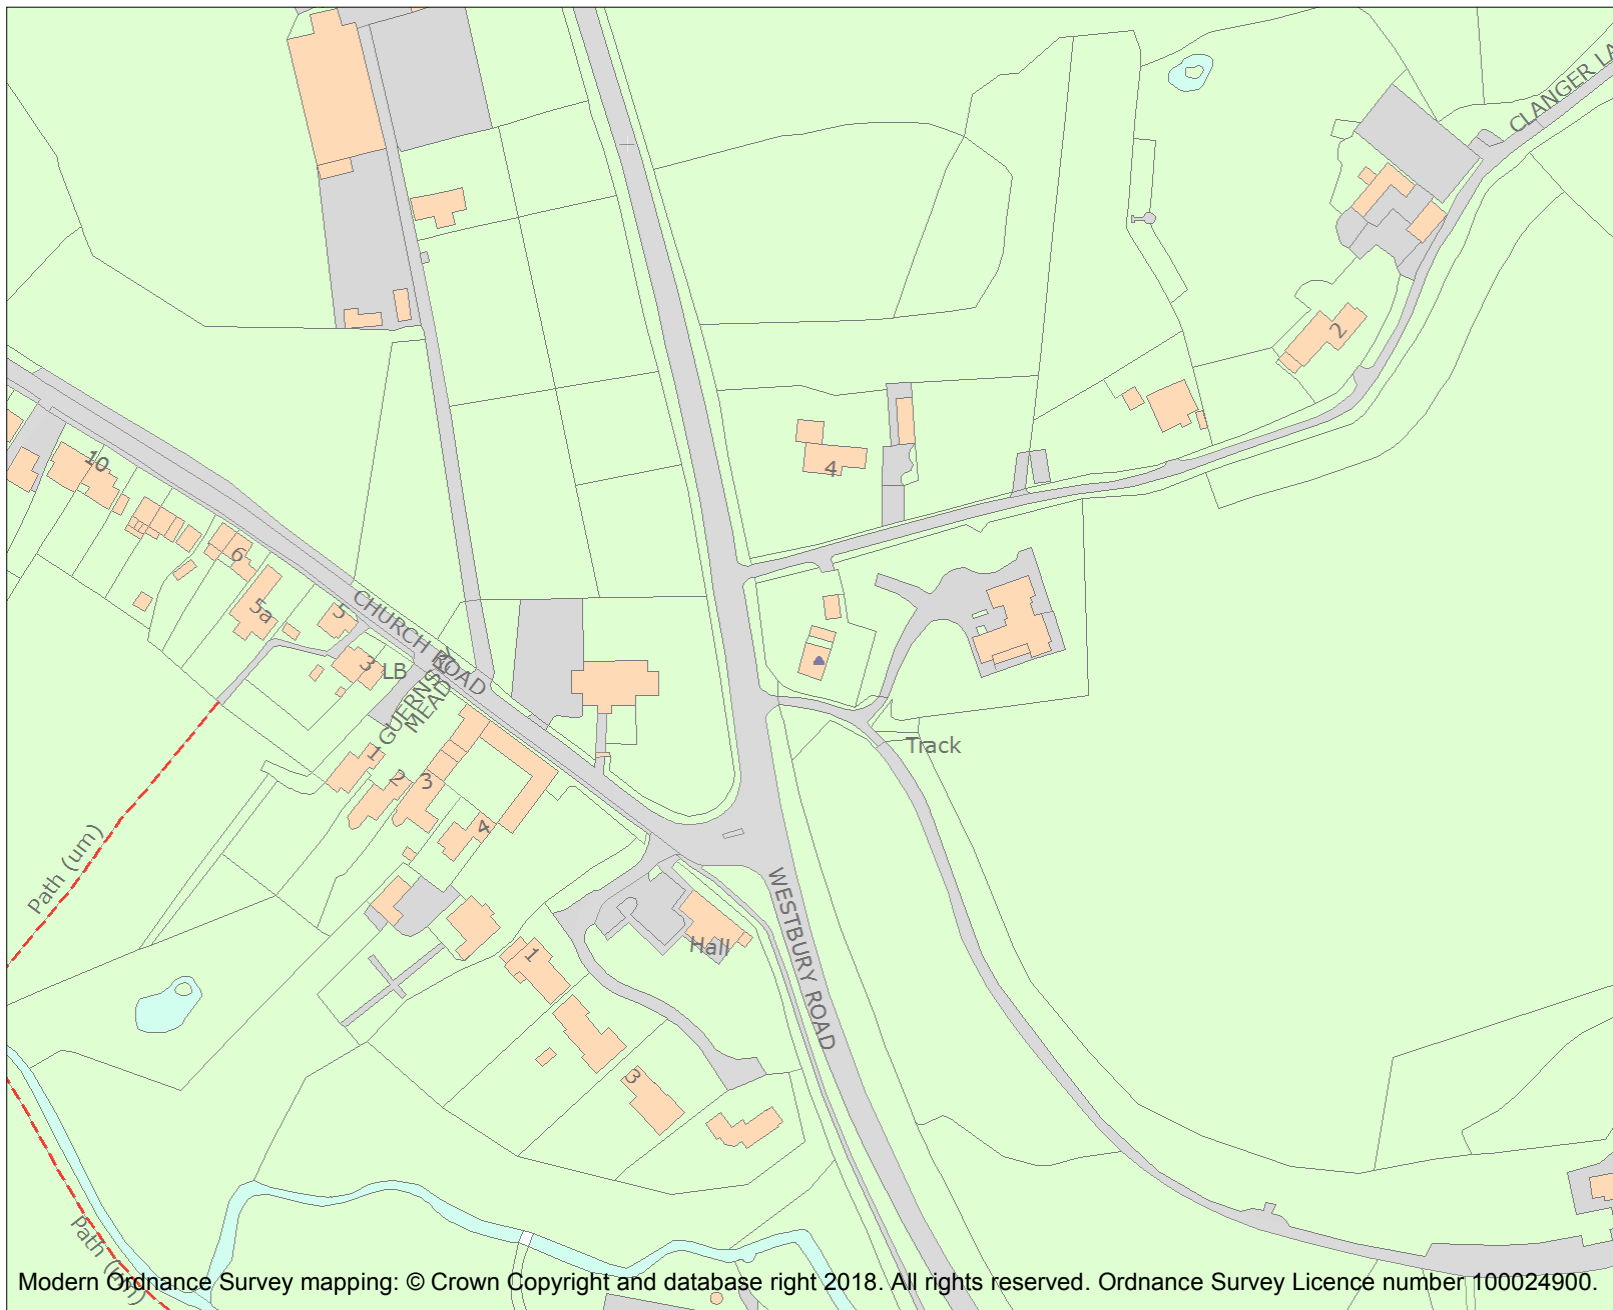 CLANGER LA
2
4
10
6
5a
5
CHURCH ROAD
3
LB
GUERNSEY
MEAD
1
2
3
4
Track
Path (um)
WESTBURY ROAD
Hall
1
3
Path (um)
Modern Ordnance Survey mapping: © Crown Copyright and database right 2018. All rights reserved. Ordnance Survey Licence number 100024900.